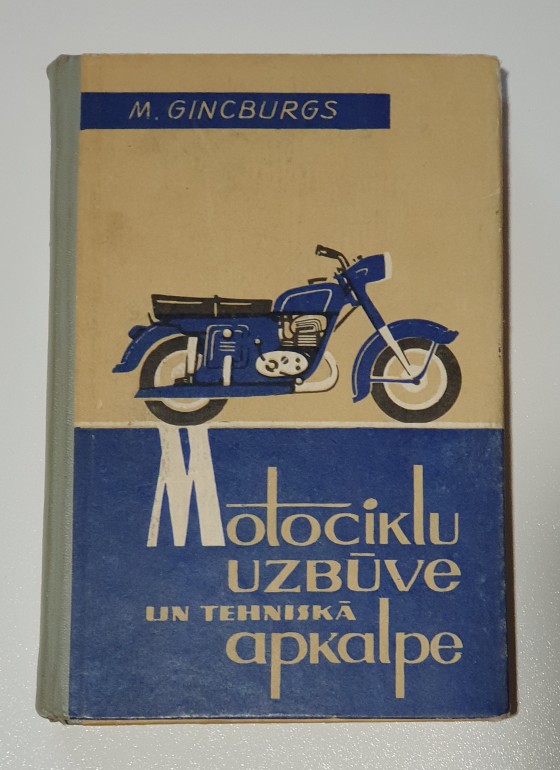 M. GINCBURGS
Motociklu
UZBŪVE
UN TEHNISKĀ
apkalpe